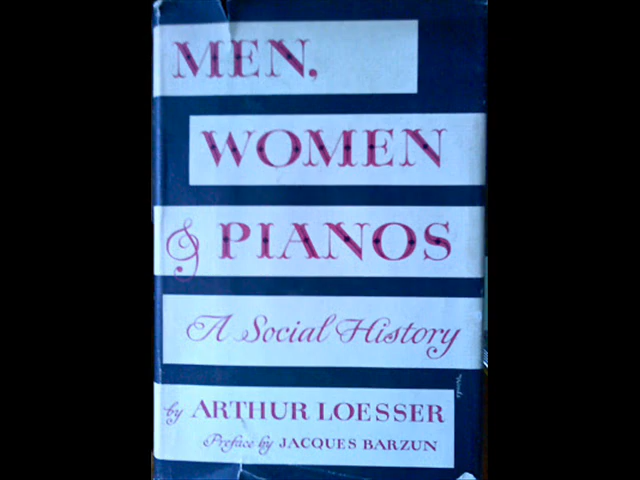 MEN,
WOMEN
& PIANOS
A Social History
by ARTHUR LOESSER
Preface by JACQUES BARZUN